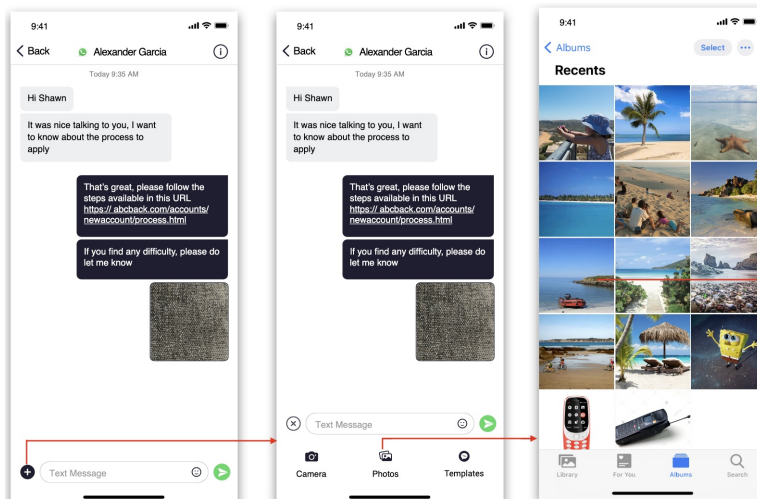 9:41
Back
Alexander Garcia
Today 9:35 AM
Hi Shawn
It was nice talking to you, I want
to know about the process to
apply
That's great, please follow the
steps available in this URL
https:// abcback.com/accounts/
newaccount/process.html
If you find any difficulty, please do
let me know
Text Message
9:41
Back
Alexander Garcia
Today 9:35 AM
Hi Shawn
It was nice talking to you, I want
to know about the process to
apply
That's great, please follow the
steps available in this URL
https:// abcback.com/accounts/
newaccount/process.html
If you find any difficulty, please do
let me know
Text Message
Camera Photos Templates
9:41
Albums Select
Recents
Library For You Albums Search